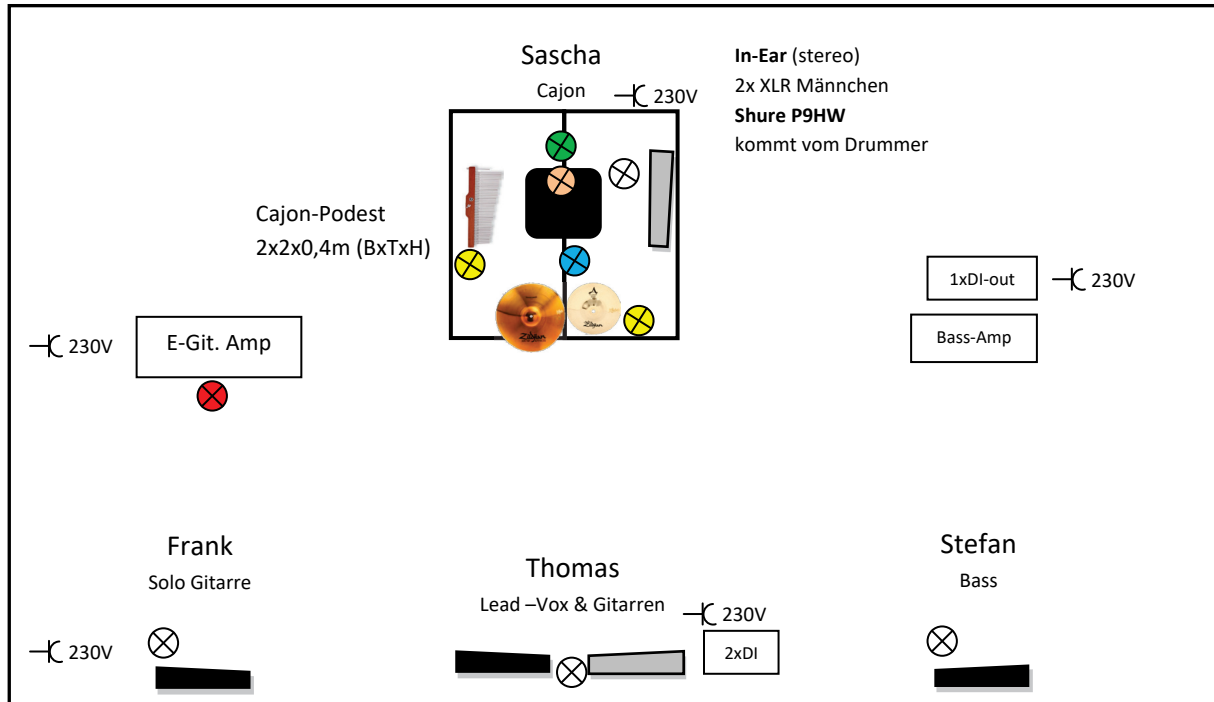 Sascha
Cajon
230V
In-Ear (stereo)
2x XLR Männchen
Shure P9HW
kommt vom Drummer
Cajon-Podest
2x2x0,4m (BxTxH)
1xDI-out
230V
Bass-Amp
230V
E-Git. Amp
Zildjian
Zildjian
Frank
Solo Gitarre
230V
Thomas
Lead –Vox & Gitarren
230V
2xDI
Stefan
Bass